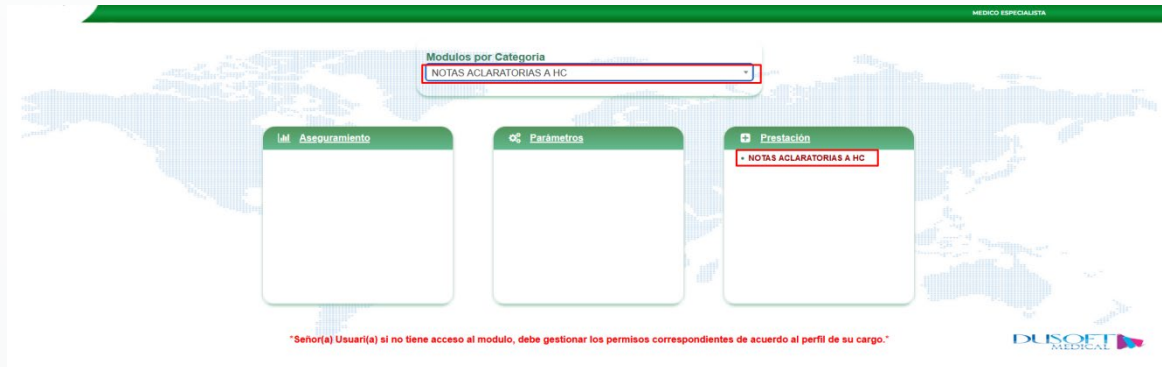 MEDICO ESPECIALISTA
Modulos por Categoria
NOTAS ACLARATORIAS A HC
Aseguramiento
Parámetros
Prestación
NOTAS ACLARATORIAS A HC
"Señor(a) Usuari(a) si no tiene acceso al modulo, debe gestionar los permisos correspondientes de acuerdo al perfil de su cargo."
DUSOFT
MEDICAL